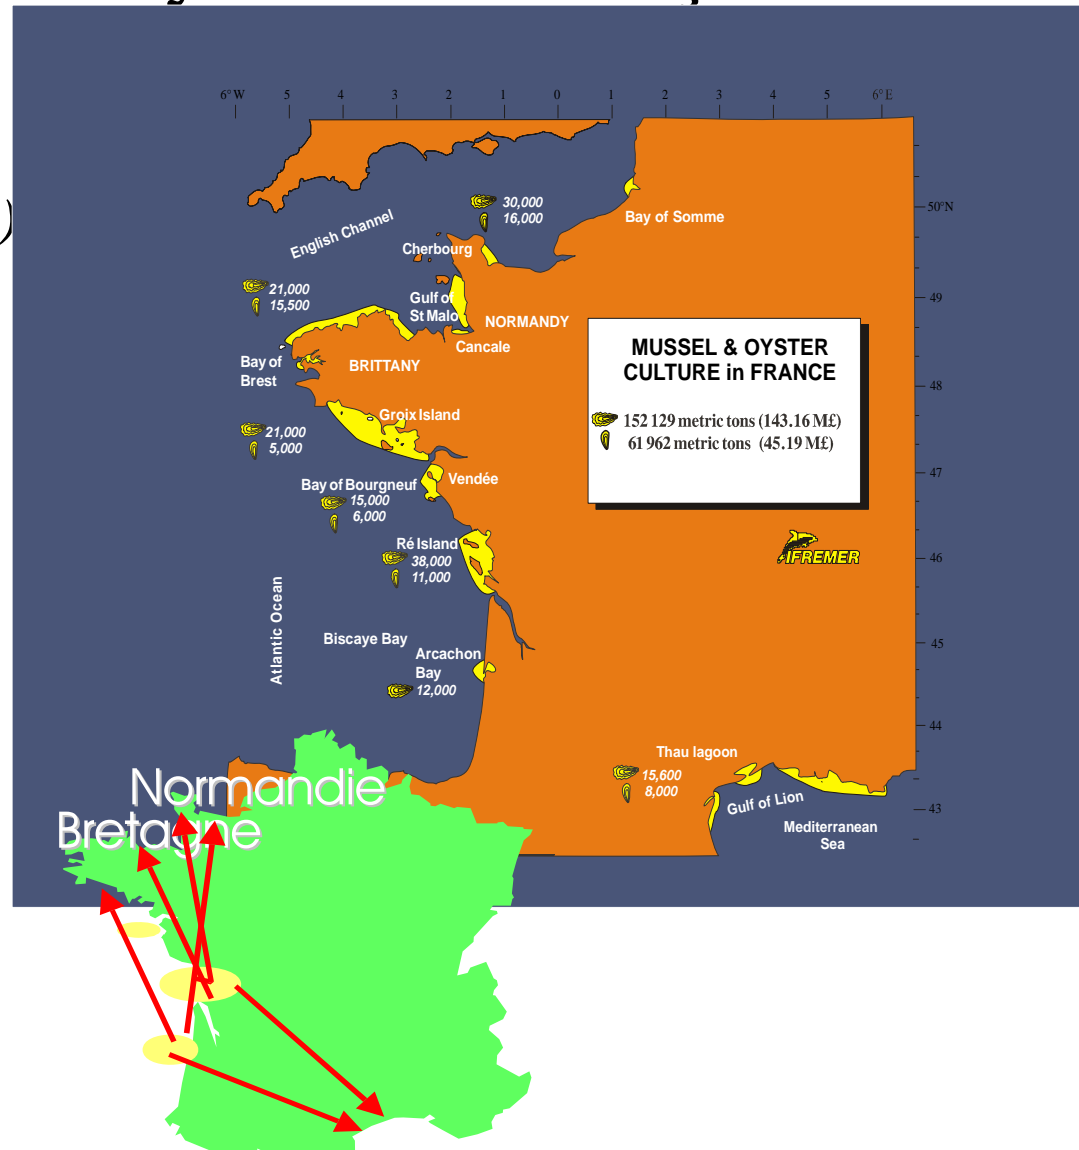 6° W 5 4 3 2 1 0 1 2 3 4 5 6° E
30,000
16,000
50°N
Bay of Somme
English Channel
Cherbourg
21,000
15,500
49
Gulf of
St Malo
NORMANDY
Cancale
MUSSEL & OYSTER
CULTURE in FRANCE
152 129 metric tons (143.16 M£)
61 962 metric tons (45.19 M£)
Bay of
Brest
BRITTANY
48
Groix Island
21,000
5,000
47
Vendée
Bay of Bourgneuf
15,000
6,000
Ré Island
38,000
11,000
46
IFREMER
Atlantic Ocean
Biscaye Bay
45
Arcachon
Bay
12,000
44
Thau lagoon
15,600
8,000
Gulf of Lion
43
Mediterranean
Sea
Normandie
Bretagne